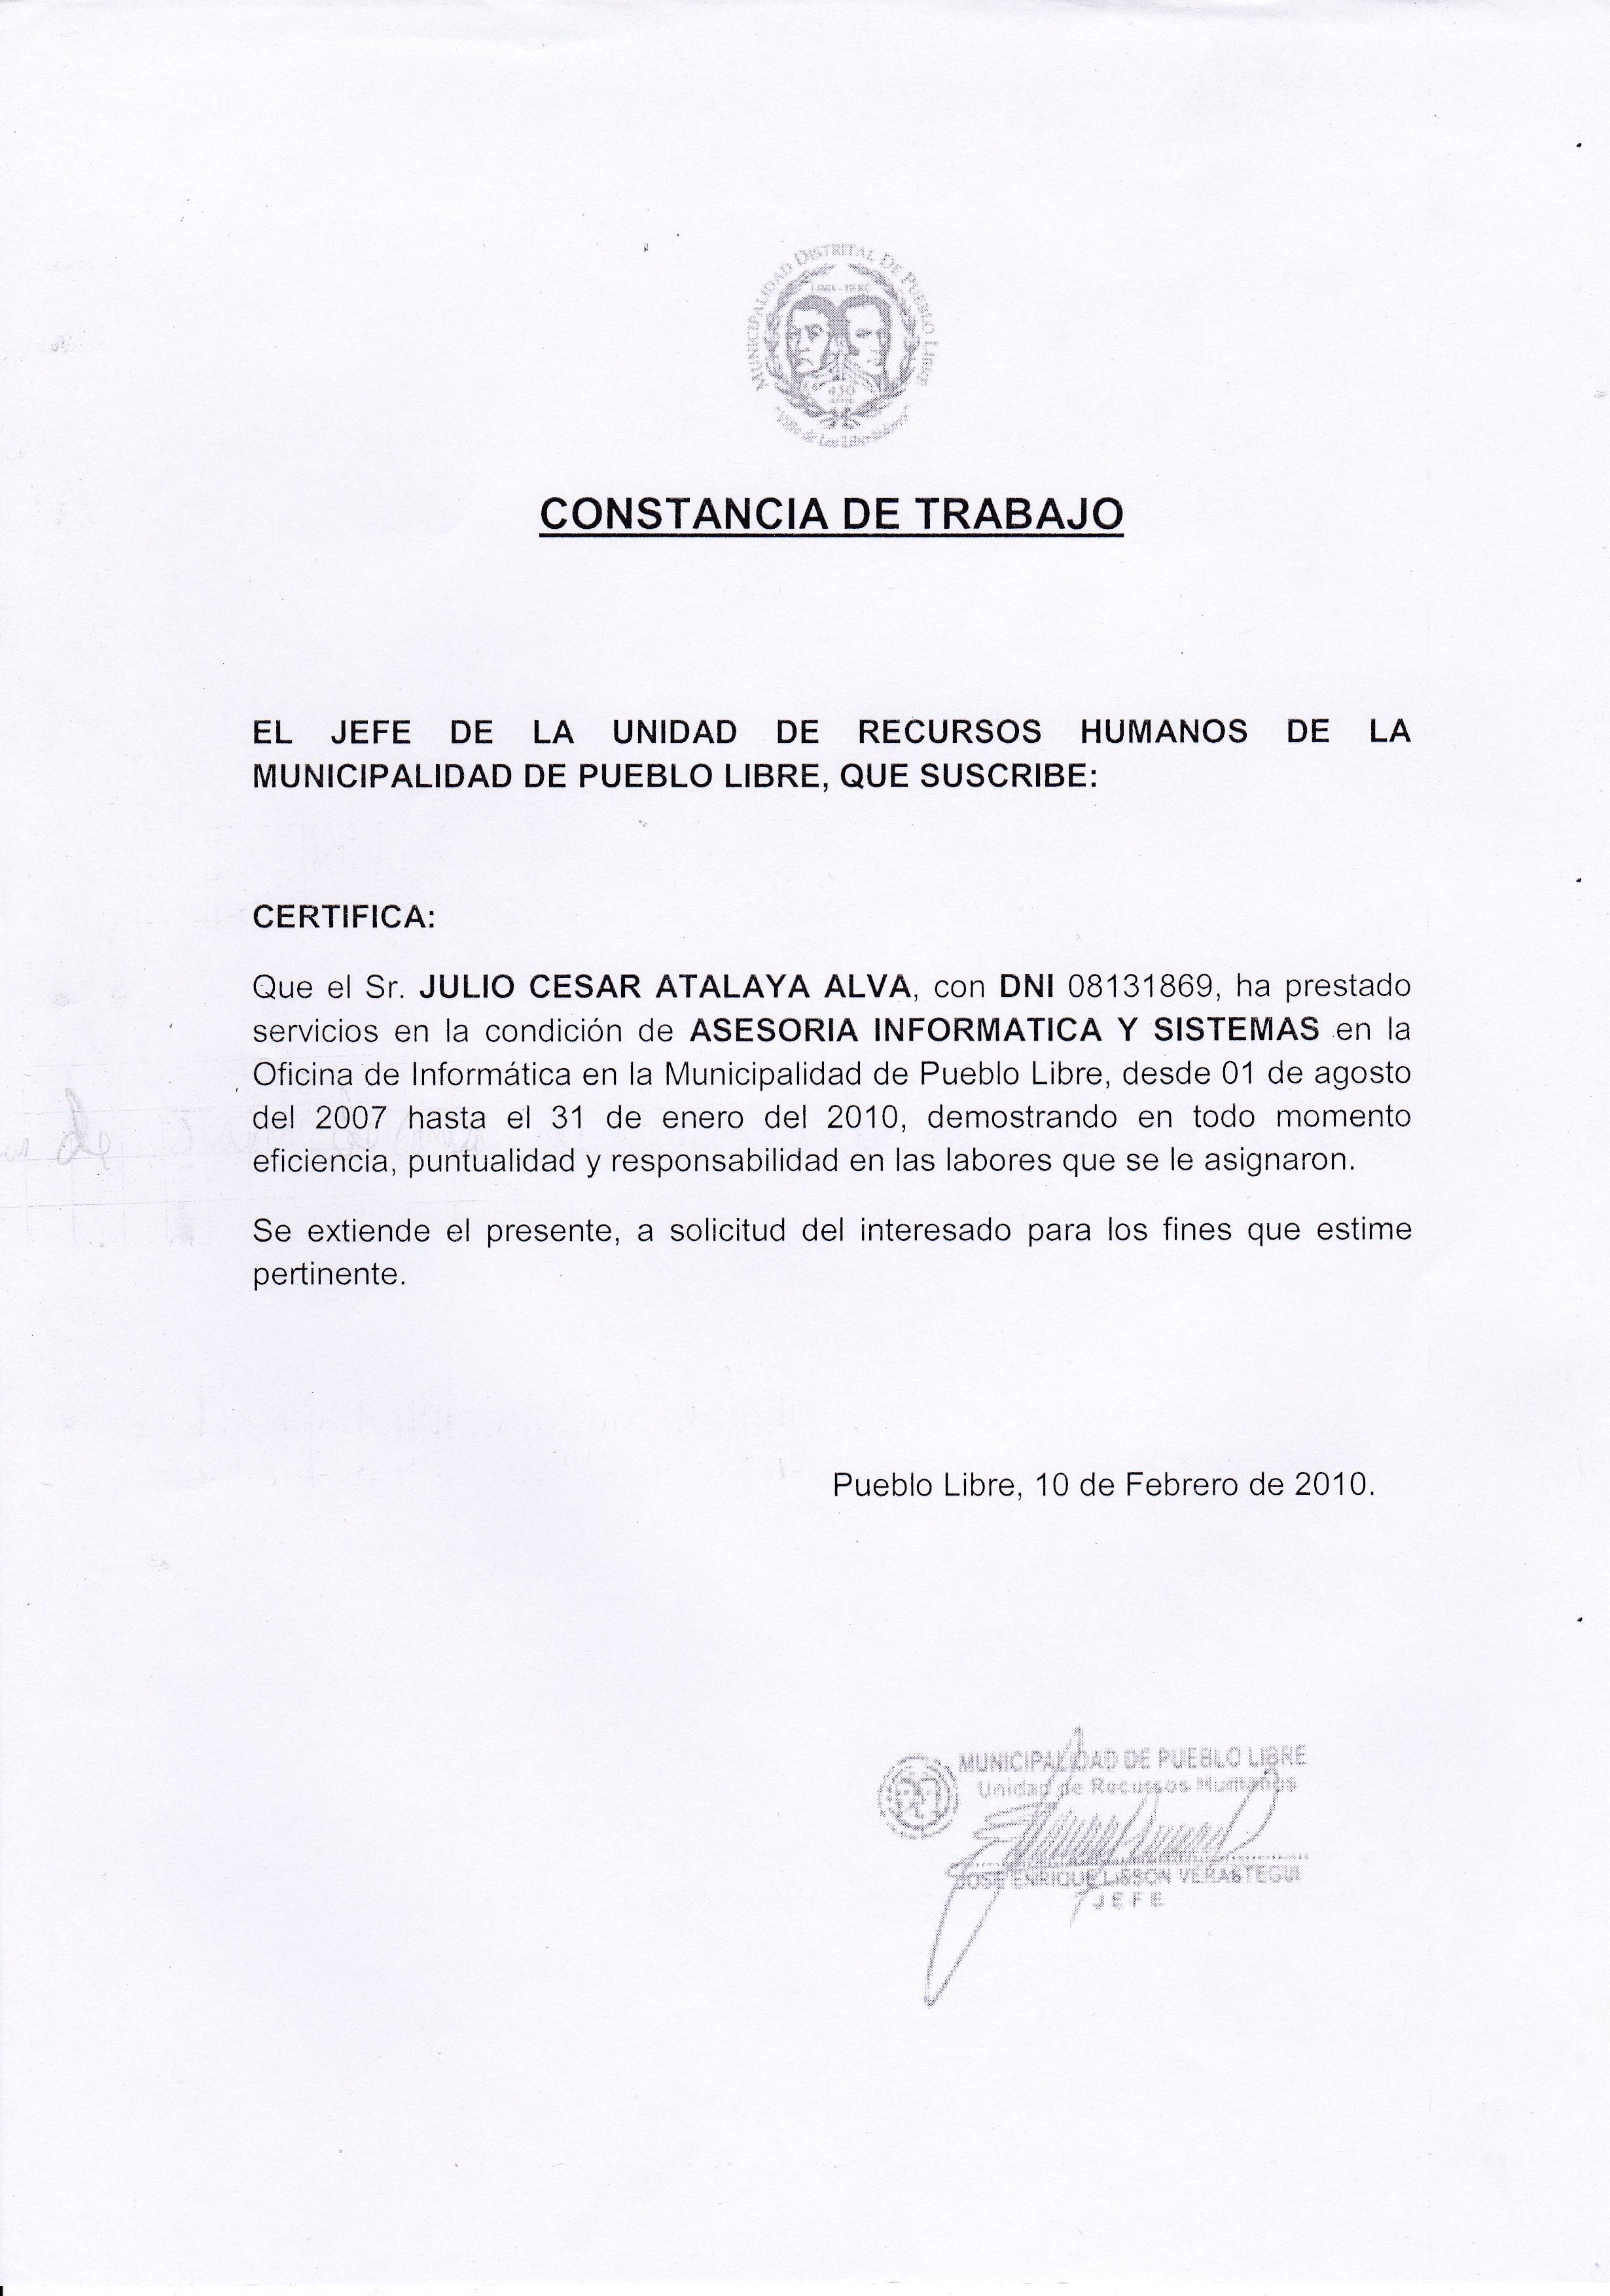 MUNICIPALIDAD DISTRITAL DE PUEBLO LIBRE
LIMA - PERU
450
"Villa de Los Libertadores"
CONSTANCIA DE TRABAJO
EL JEFE DE LA UNIDAD DE RECURSOS HUMANOS DE LA
MUNICIPALIDAD DE PUEBLO LIBRE, QUE SUSCRIBE:
CERTIFICA:
Que el Sr. JULIO CESAR ATALAYA ALVA, con DNI 08131869, ha prestado
servicios en la condición de ASESORIA INFORMATICA Y SISTEMAS en la
Oficina de Informática en la Municipalidad de Pueblo Libre, desde 01 de agosto
del 2007 hasta el 31 de enero del 2010, demostrando en todo momento
eficiencia, puntualidad y responsabilidad en las labores que se le asignaron.
Se extiende el presente, a solicitud del interesado para los fines que estime
pertinente.
Pueblo Libre, 10 de Febrero de 2010.
MUNICIPALIDAD DE PUEBLO LIBRE
Unidad de Recursos Humanos
JOSE ENRIQUE LISSON VERASTEGUI
JEFE